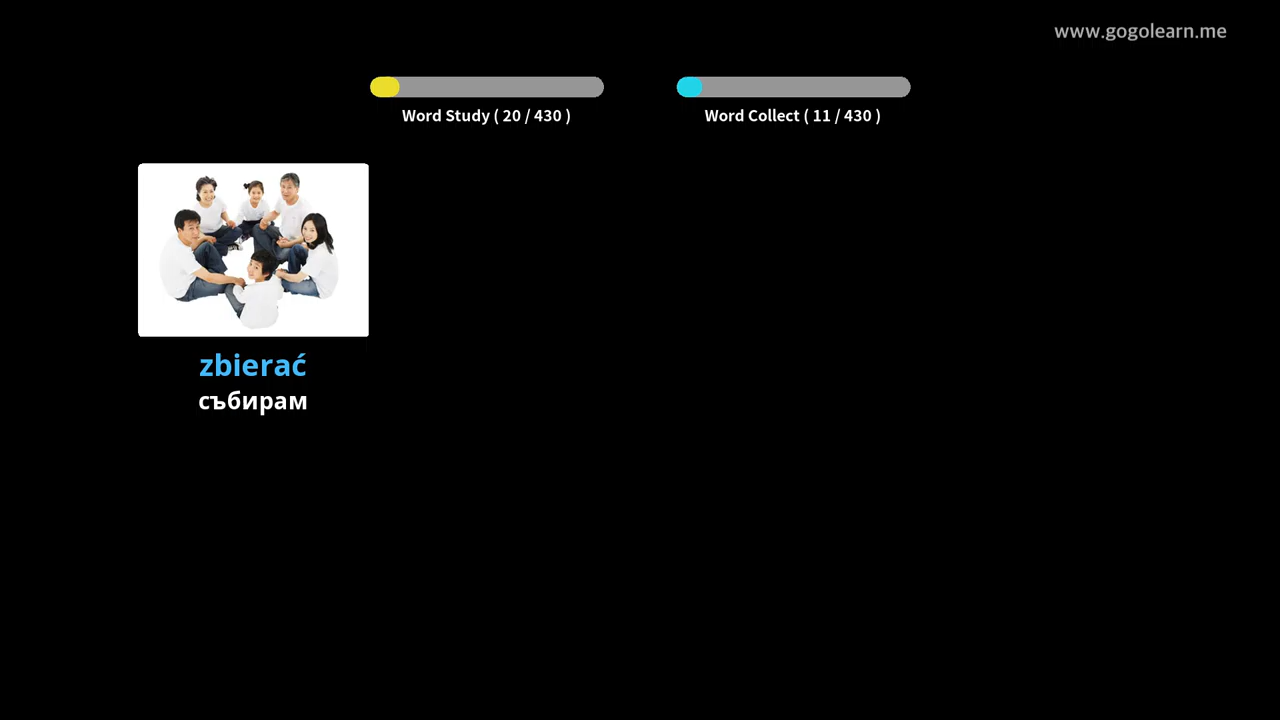 www.gogolearn.me
Word Study ( 20 / 430 )
Word Collect ( 11 / 430 )
zbierać
събирам